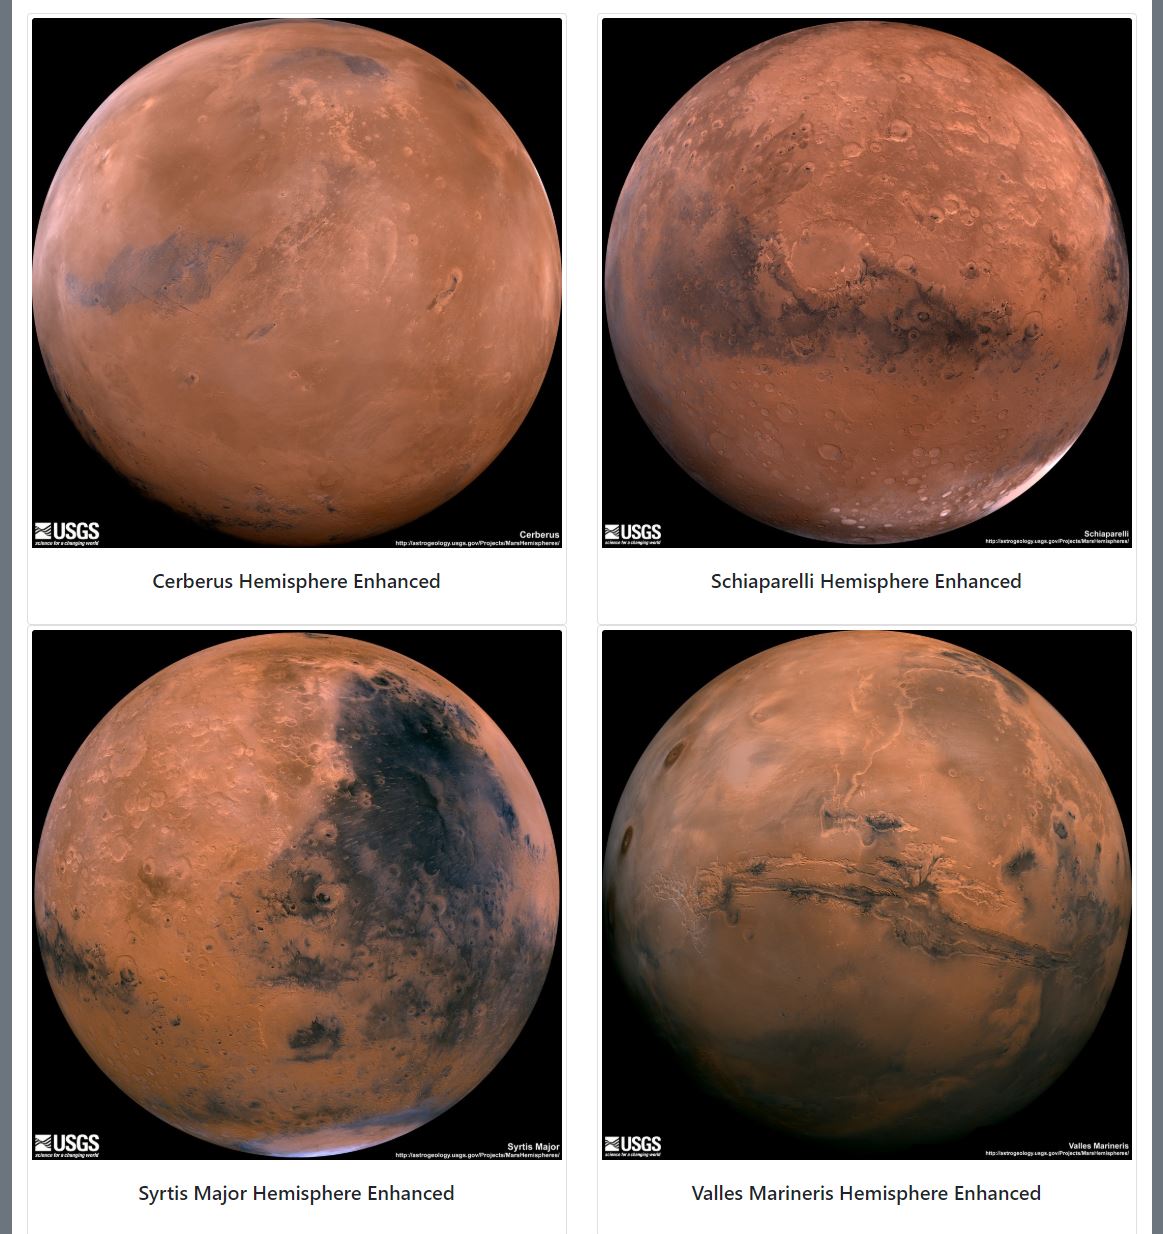 USGS
science for a changing world
Cerberus
http://astrogeology.usgs.gov/Projects/MarsHemispheres/
Cerberus Hemisphere Enhanced
USGS
science for a changing world
Schiaparelli
http://astrogeology.usgs.gov/Projects/MarsHemispheres/
Schiaparelli Hemisphere Enhanced
USGS
science for a changing world
Syrtis Major
http://astrogeology.usgs.gov/Projects/MarsHemispheres/
Syrtis Major Hemisphere Enhanced
USGS
science for a changing world
Valles Marineris
http://astrogeology.usgs.gov/Projects/MarsHemispheres/
Valles Marineris Hemisphere Enhanced